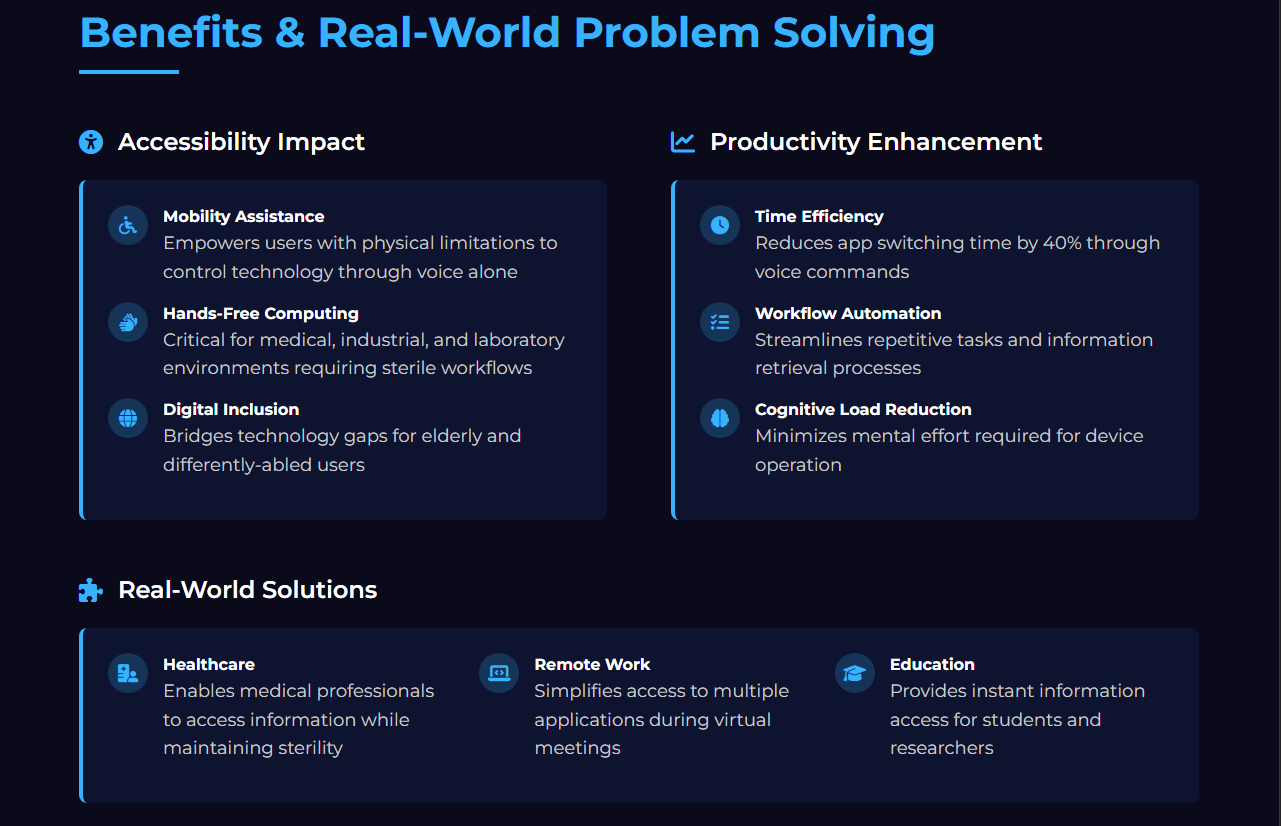 Benefits & Real-World Problem Solving
Accessibility Impact
Mobility Assistance
Empowers users with physical limitations to
control technology through voice alone
Hands-Free Computing
Critical for medical, industrial, and laboratory
environments requiring sterile workflows
Digital Inclusion
Bridges technology gaps for elderly and
differently-abled users
Productivity Enhancement
Time Efficiency
Reduces app switching time by 40% through
voice commands
Workflow Automation
Streamlines repetitive tasks and information
retrieval processes
Cognitive Load Reduction
Minimizes mental effort required for device
operation
Real-World Solutions
Healthcare
Enables medical professionals
to access information while
maintaining sterility
Remote Work
Simplifies access to multiple
applications during virtual
meetings
Education
Provides instant information
access for students and
researchers